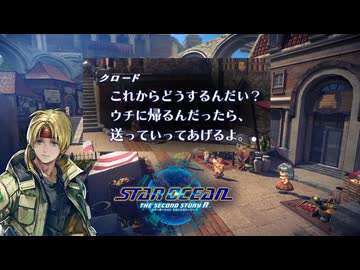 クロード
これからどうするんだい？
ウチに帰るんだったら、
送っていってあげるよ。
STAR OCEAN
THE SECOND STORY R